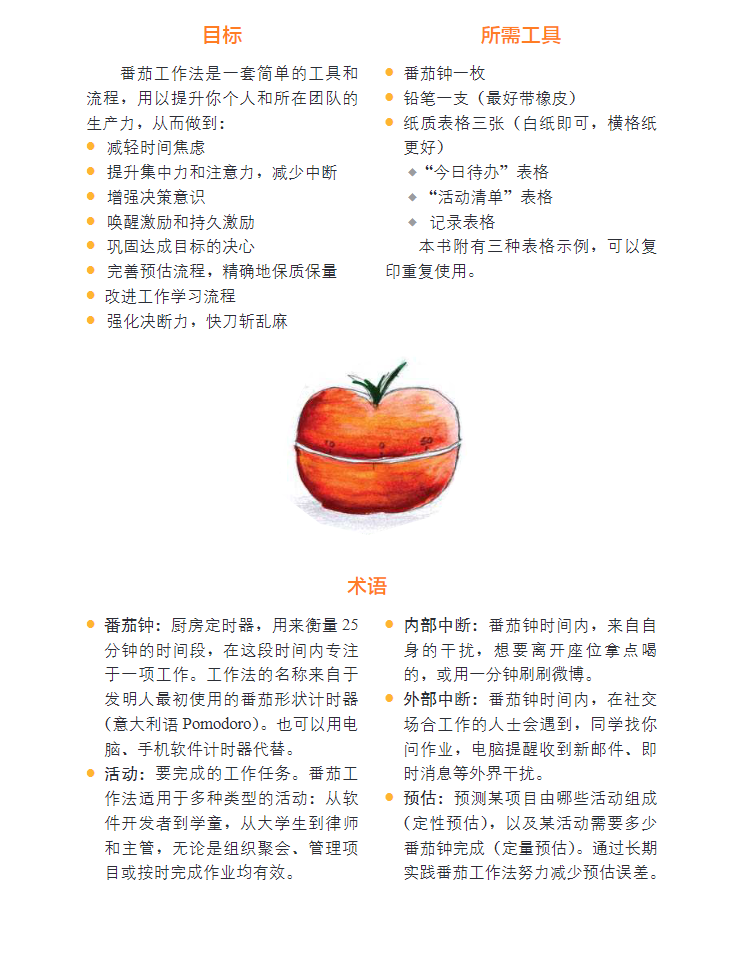 目标
番茄工作法是一套简单的工具和
流程，用以提升你个人和所在团队的
生产力，从而做到：
减轻时间焦虑
提升集中力和注意力，减少中断
增强决策意识
唤醒激励和持久激励
巩固达成目标的决心
完善预估流程，精确地保质保量
改进工作学习流程
强化决断力，快刀斩乱麻
所需工具
番茄钟一枚
铅笔一支（最好带橡皮）
纸质表格三张（白纸即可，横格纸
更好）
“今日待办”表格
“活动清单”表格
记录表格
本书附有三种表格示例，可以复
印重复使用。
10 0 50
术语
番茄钟：厨房定时器，用来衡量 25
分钟的时间段，在这段时间内专注
于一项工作。工作法的名称来自于
发明人最初使用的番茄形状计时器
（意大利语 Pomodoro）。也可以用电
脑、手机软件计时器代替。
活动：要完成的工作任务。番茄工
作法适用于多种类型的活动：从软
件开发者到学童，从大学生到律师
和主管，无论是组织聚会、管理项
目或按时完成作业均有效。
内部中断：番茄钟时间内，来自自
身的干扰，想要离开座位拿点喝
的，或用一分钟刷刷微博。
外部中断：番茄钟时间内，在社交
场合工作的人士会遇到，同学找你
问作业，电脑提醒收到新邮件、即
时消息等外界干扰。
预估：预测某项目由哪些活动组成
（定性预估），以及某活动需要多少
番茄钟完成（定量预估）。通过长期
实践番茄工作法努力减少预估误差。